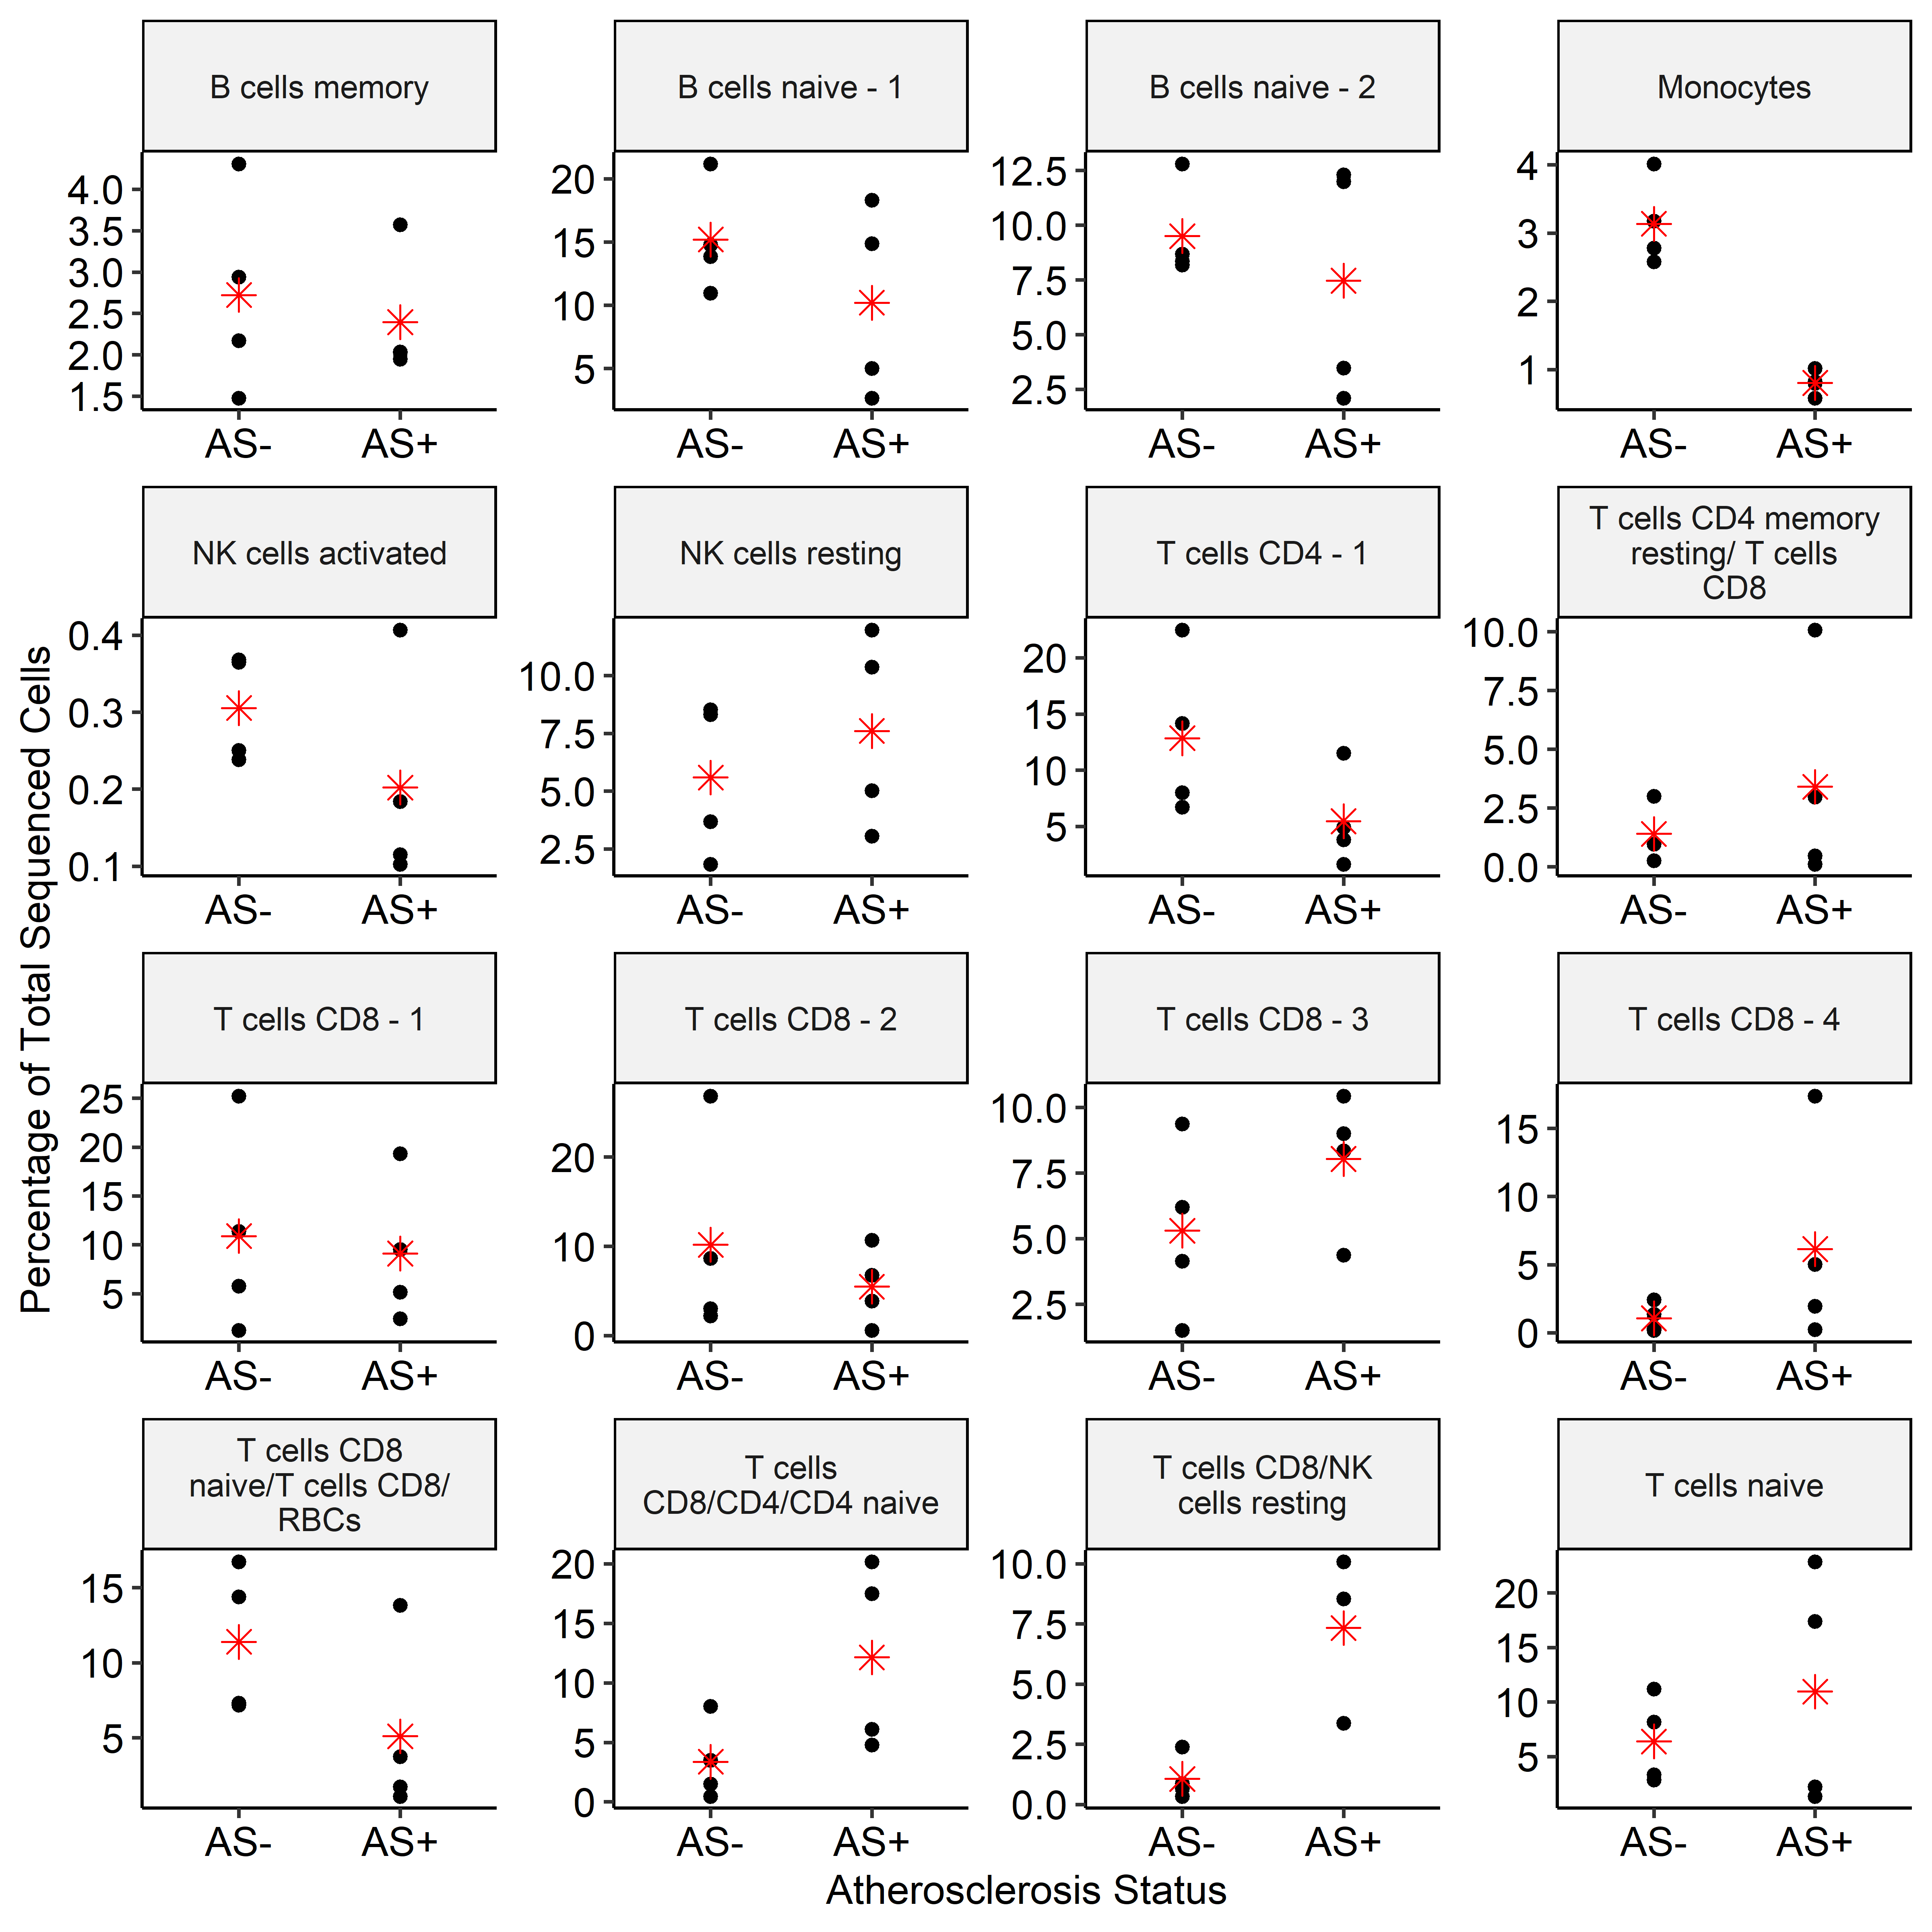 B cells memory
B cells naive - 1
B cells naive - 2
Monocytes
4.0
3.5
3.0
2.5
2.0
1.5
AS-
AS+
20
15
10
5
AS-
AS+
12.5
10.0
7.5
5.0
2.5
AS-
AS+
4
3
2
1
AS-
AS+
NK cells activated
NK cells resting
T cells CD4 - 1
T cells CD4 memory
resting/ T cells
CD8
0.4
0.3
0.2
0.1
AS-
AS+
10.0
7.5
5.0
2.5
AS-
AS+
20
15
10
5
AS-
AS+
10.0
7.5
5.0
2.5
0.0
AS-
AS+
Percentage of Total Sequenced Cells
T cells CD8 - 1
T cells CD8 - 2
T cells CD8 - 3
T cells CD8 - 4
25
20
15
10
5
AS-
AS+
20
10
0
AS-
AS+
10.0
7.5
5.0
2.5
AS-
AS+
15
10
5
0
AS-
AS+
T cells CD8
naive/T cells CD8/
RBCs
T cells
CD8/CD4/CD4 naive
T cells CD8/NK
cells resting
T cells naive
15
10
5
AS-
AS+
20
15
10
5
0
AS-
AS+
10.0
7.5
5.0
2.5
0.0
AS-
AS+
20
15
10
5
AS-
AS+
Atherosclerosis Status